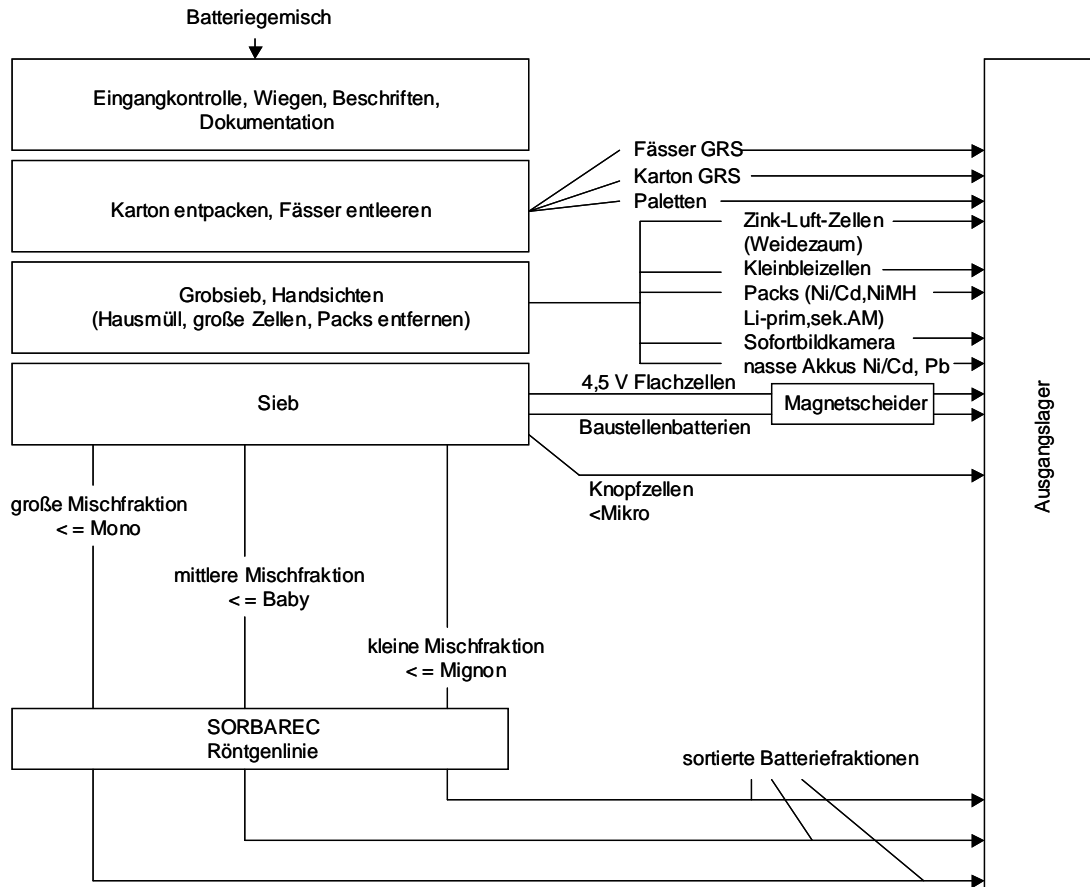 Batteriegemisch
Eingangkontrolle, Wiegen, Beschriften,
Dokumentation
Karton entpacken, Fässer entleeren
Fässer GRS
Karton GRS
Paletten
Grobsieb, Handsichten
(Hausmüll, große Zellen, Packs entfernen)
Zink-Luft-Zellen
(Weidezaum)
Kleinbleizellen
Packs (Ni/Cd,NiMH
Li-prim,sek.AM)
Sofortbildkamera
nasse Akkus Ni/Cd, Pb
Sieb
4,5 V Flachzellen
Magnetscheider
Baustellenbatterien
Knopfzellen
<Mikro
Ausgangslager
große Mischfraktion
< = Mono
mittlere Mischfraktion
< = Baby
kleine Mischfraktion
< = Mignon
SORBAREC
Röntgenlinie
sortierte Batteriefraktionen